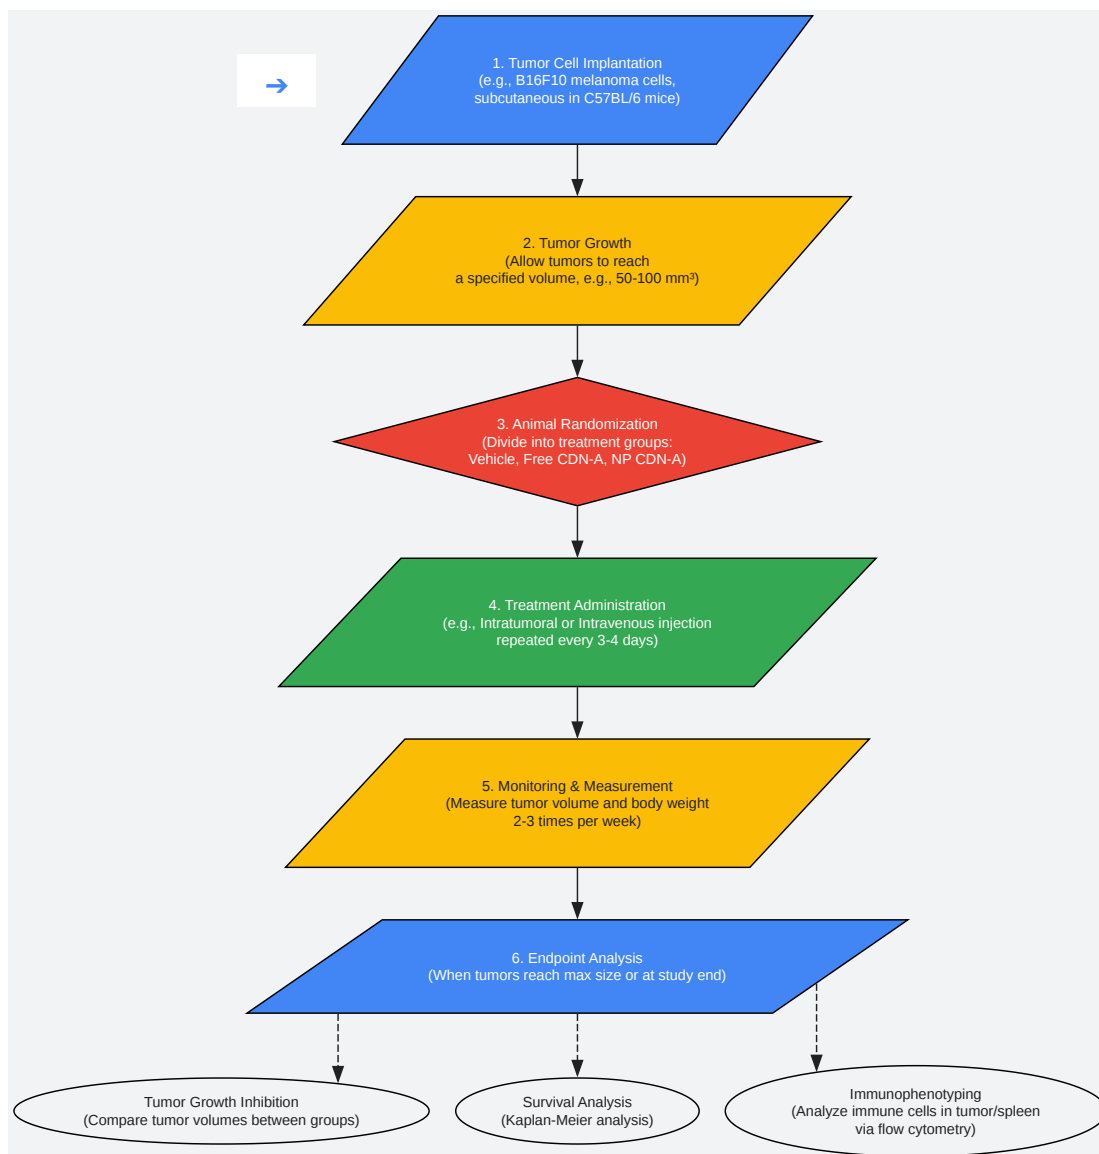 ➔
1. Tumor Cell Implantation
(e.g., B16F10 melanoma cells,
subcutaneous in C57BL/6 mice)
2. Tumor Growth
(Allow tumors to reach
a specified volume, e.g., 50-100 mm³)
3. Animal Randomization
(Divide into treatment groups:
Vehicle, Free CDN-A, NP CDN-A)
4. Treatment Administration
(e.g., Intratumoral or Intravenous injection
repeated every 3-4 days)
5. Monitoring & Measurement
(Measure tumor volume and body weight
2-3 times per week)
6. Endpoint Analysis
(When tumors reach max size or at study end)
Tumor Growth Inhibition
(Compare tumor volumes between groups)
Survival Analysis
(Kaplan-Meier analysis)
Immunophenotyping
(Analyze immune cells in tumor/spleen
via flow cytometry)